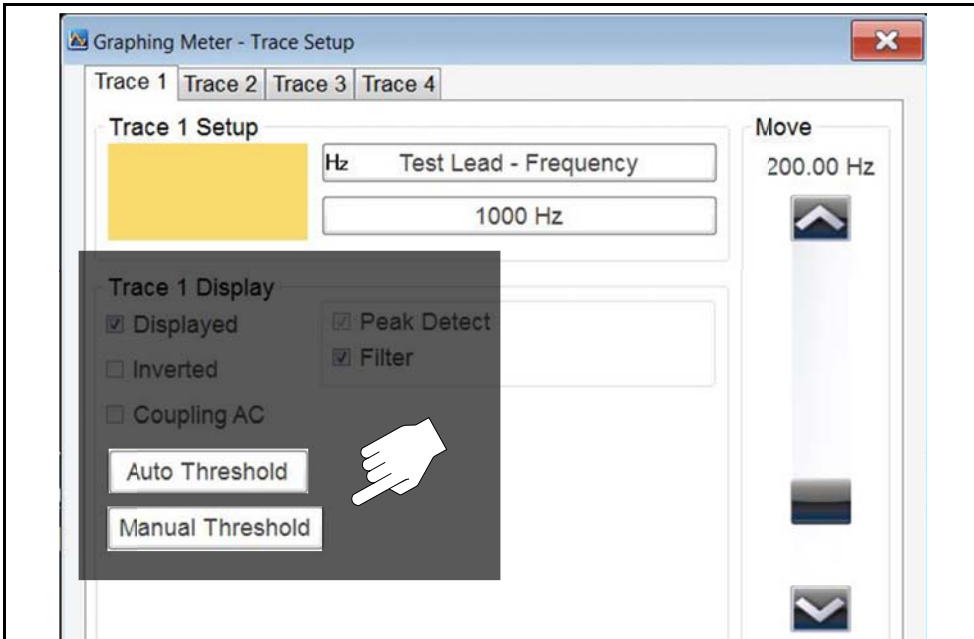 Graphing Meter - Trace Setup
Trace 1 Trace 2 Trace 3 Trace 4
Trace 1 Setup
Hz Test Lead - Frequency
1000 Hz
Move
200.00 Hz
Trace 1 Display
Displayed
Inverted
Coupling AC
Peak Detect
Filter
Auto Threshold
Manual Threshold